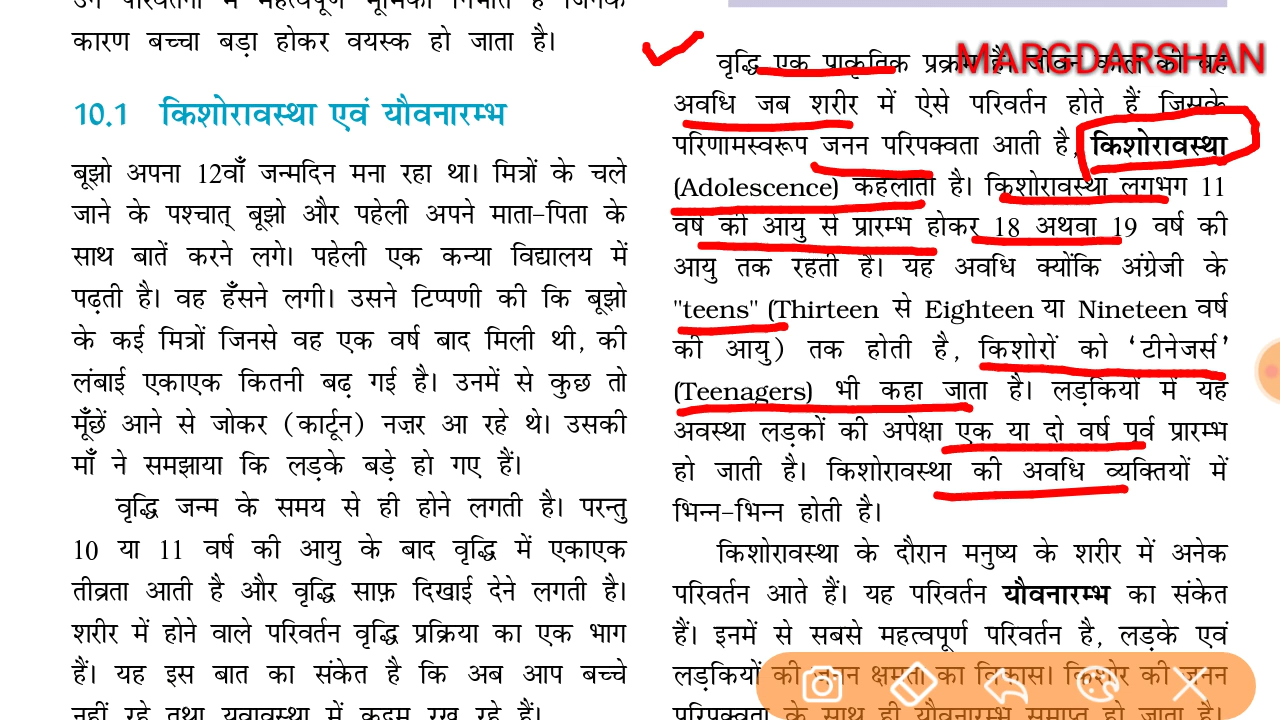 कारण बच्चा बड़ा होकर वयस्क हो जाता है।
10.1 किशोरावस्था एवं यौवनारम्भ
बूझो अपना 12वाँ जन्मदिन मना रहा था। मित्रों के चले
जाने के पश्चात् बूझो और पहेली अपने माता-पिता के
साथ बातें करने लगे। पहेली एक कन्या विद्यालय में
पढ़ती है। वह हँसने लगी। उसने टिप्पणी की कि बूझो
के कई मित्रों जिनसे वह एक वर्ष बाद मिली थी, की
लंबाई एकाएक कितनी बढ़ गई है। उनमें से कुछ तो
मूँछें आने से जोकर (कार्टून) नज़र आ रहे थे। उसकी
माँ ने समझाया कि लड़के बड़े हो गए हैं।
वृद्धि जन्म के समय से ही होने लगती है। परन्तु
10 या 11 वर्ष की आयु के बाद वृद्धि में एकाएक
तीव्रता आती है और वृद्धि साफ़ दिखाई देने लगती है।
शरीर में होने वाले परिवर्तन वृद्धि प्रक्रिया का एक भाग
हैं। यह इस बात का संकेत है कि अब आप बच्चे
नहीं रहे तथा युवावस्था में कदम रख रहे हैं।
MARGDARSHAN
वृद्धि एक प्राकृतिक प्रक्रम है। जीवन काल की वह
अवधि जब शरीर में ऐसे परिवर्तन होते हैं जिसके
परिणामस्वरूप जनन परिपक्वता आती है, किशोरावस्था
(Adolescence) कहलाती है। किशोरावस्था लगभग 11
वर्ष की आयु से प्रारम्भ होकर 18 अथवा 19 वर्ष की
आयु तक रहती है। यह अवधि क्योंकि अंग्रेजी के
"teens" (Thirteen से Eighteen या Nineteen वर्ष
की आयु) तक होती है, किशोरों को ‘टीनेजर्स’
(Teenagers) भी कहा जाता है। लड़कियों में यह
अवस्था लड़कों की अपेक्षा एक या दो वर्ष पूर्व प्रारम्भ
हो जाती है। किशोरावस्था की अवधि व्यक्तियों में
भिन्न-भिन्न होती है।
किशोरावस्था के दौरान मनुष्य के शरीर में अनेक
परिवर्तन आते हैं। यह परिवर्तन यौवनारम्भ का संकेत
हैं। इनमें से सबसे महत्वपूर्ण परिवर्तन है, लड़के एवं
लड़कियों की जनन क्षमता का विकास। किशोर की जनन
परिपक्वता के साथ ही यौवनारम्भ समाप्त हो जाता है।